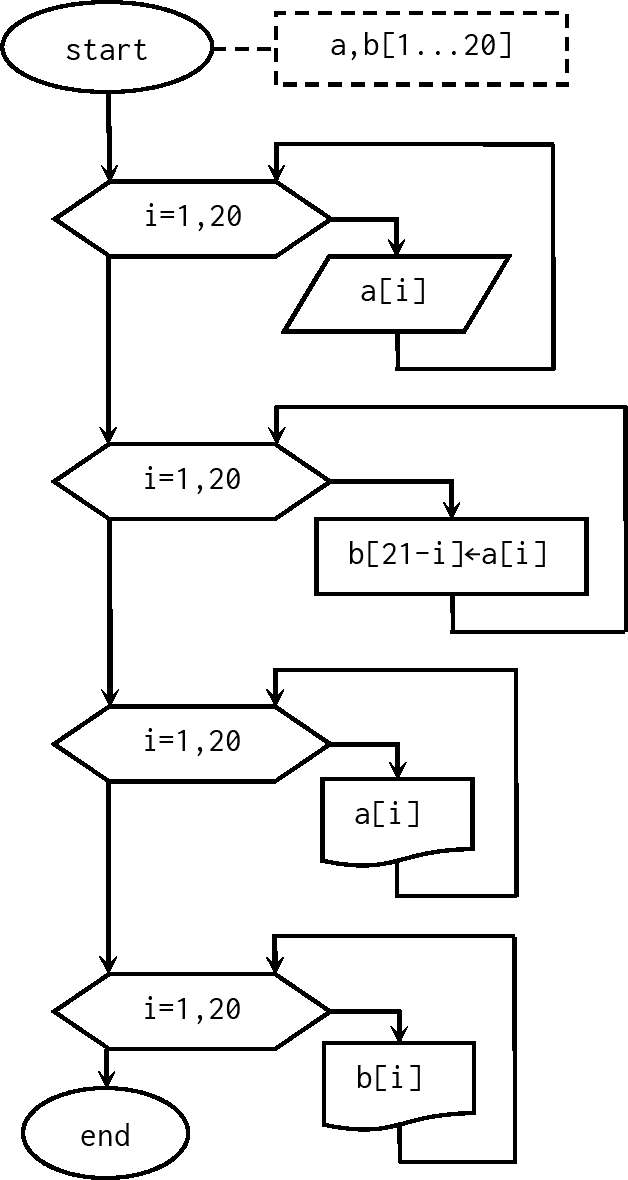 start
a,b[1...20]
i=1,20
a[i]
i=1,20
b[21-i]←a[i]
i=1,20
a[i]
i=1,20
b[i]
end